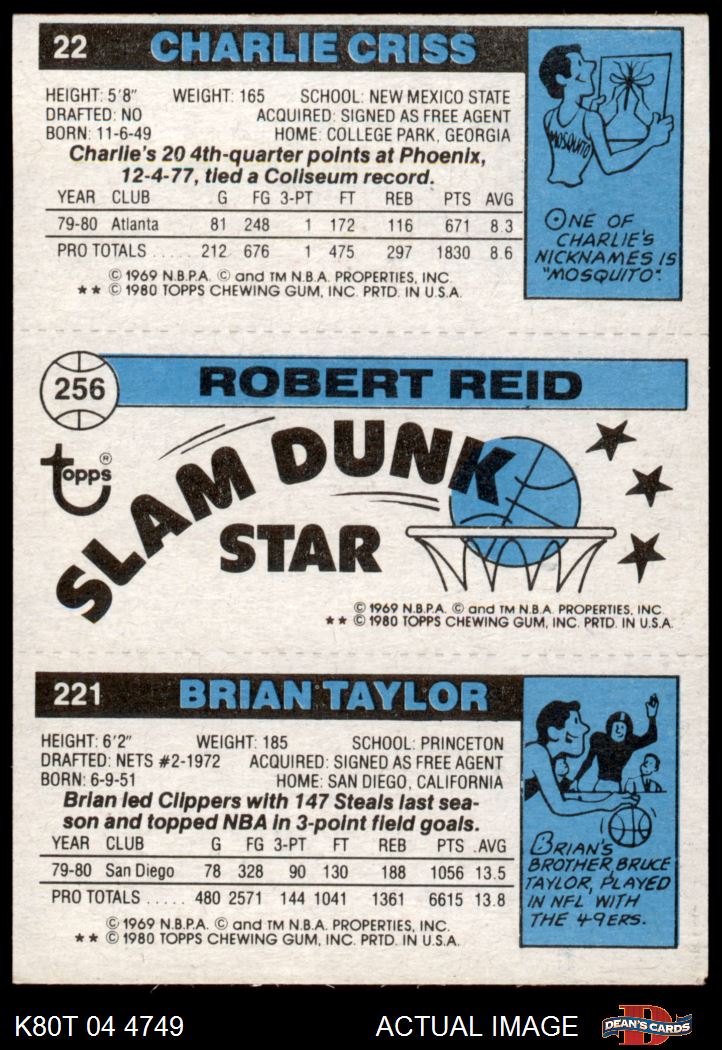 22 CHARLIE CRISS
HEIGHT: 5'8" WEIGHT: 165 SCHOOL: NEW MEXICO STATE
DRAFTED: NO ACQUIRED: SIGNED AS FREE AGENT
BORN: 11-6-49 HOME: COLLEGE PARK, GEORGIA
Charlie's 20 4th-quarter points at Phoenix,
12-4-77, tied a Coliseum record.
YEAR CLUB G FG 3-PT FT REB PTS AVG
79-80 Atlanta 81 248 1 172 116 671 8.3
PRO TOTALS ..... 212 676 1 475 297 1830 8.6
© 1969 N.B.P.A. © and TM N.B.A. PROPERTIES, INC.
★★ © 1980 TOPPS CHEWING GUM, INC. PRTD. IN U.S.A.
MOSQUITO
ONE OF
CHARLIE'S
NICKNAMES IS
"MOSQUITO".
256 ROBERT REID
topps®
SLAM DUNK
STAR
© 1969 N.B.P.A. © and TM N.B.A. PROPERTIES, INC.
★★ © 1980 TOPPS CHEWING GUM, INC. PRTD. IN U.S.A.
221 BRIAN TAYLOR
HEIGHT: 6'2" WEIGHT: 185 SCHOOL: PRINCETON
DRAFTED: NETS #2-1972 ACQUIRED: SIGNED AS FREE AGENT
BORN: 6-9-51 HOME: SAN DIEGO, CALIFORNIA
Brian led Clippers with 147 Steals last sea-
son and topped NBA in 3-point field goals.
YEAR CLUB G FG 3-PT FT REB PTS .AVG
79-80 San Diego 78 328 90 130 188 1056 13.5
PRO TOTALS ..... 480 2571 144 1041 1361 6615 13.8
© 1969 N.B.P.A. © and TM N.B.A. PROPERTIES, INC.
★★ © 1980 TOPPS CHEWING GUM, INC. PRTD. IN U.S.A.
BRIAN'S
BROTHER, BRUCE
TAYLOR, PLAYED
IN NFL WITH
THE 49ERS.
K80T 04 4749 ACTUAL IMAGE DEAN'S CARDS